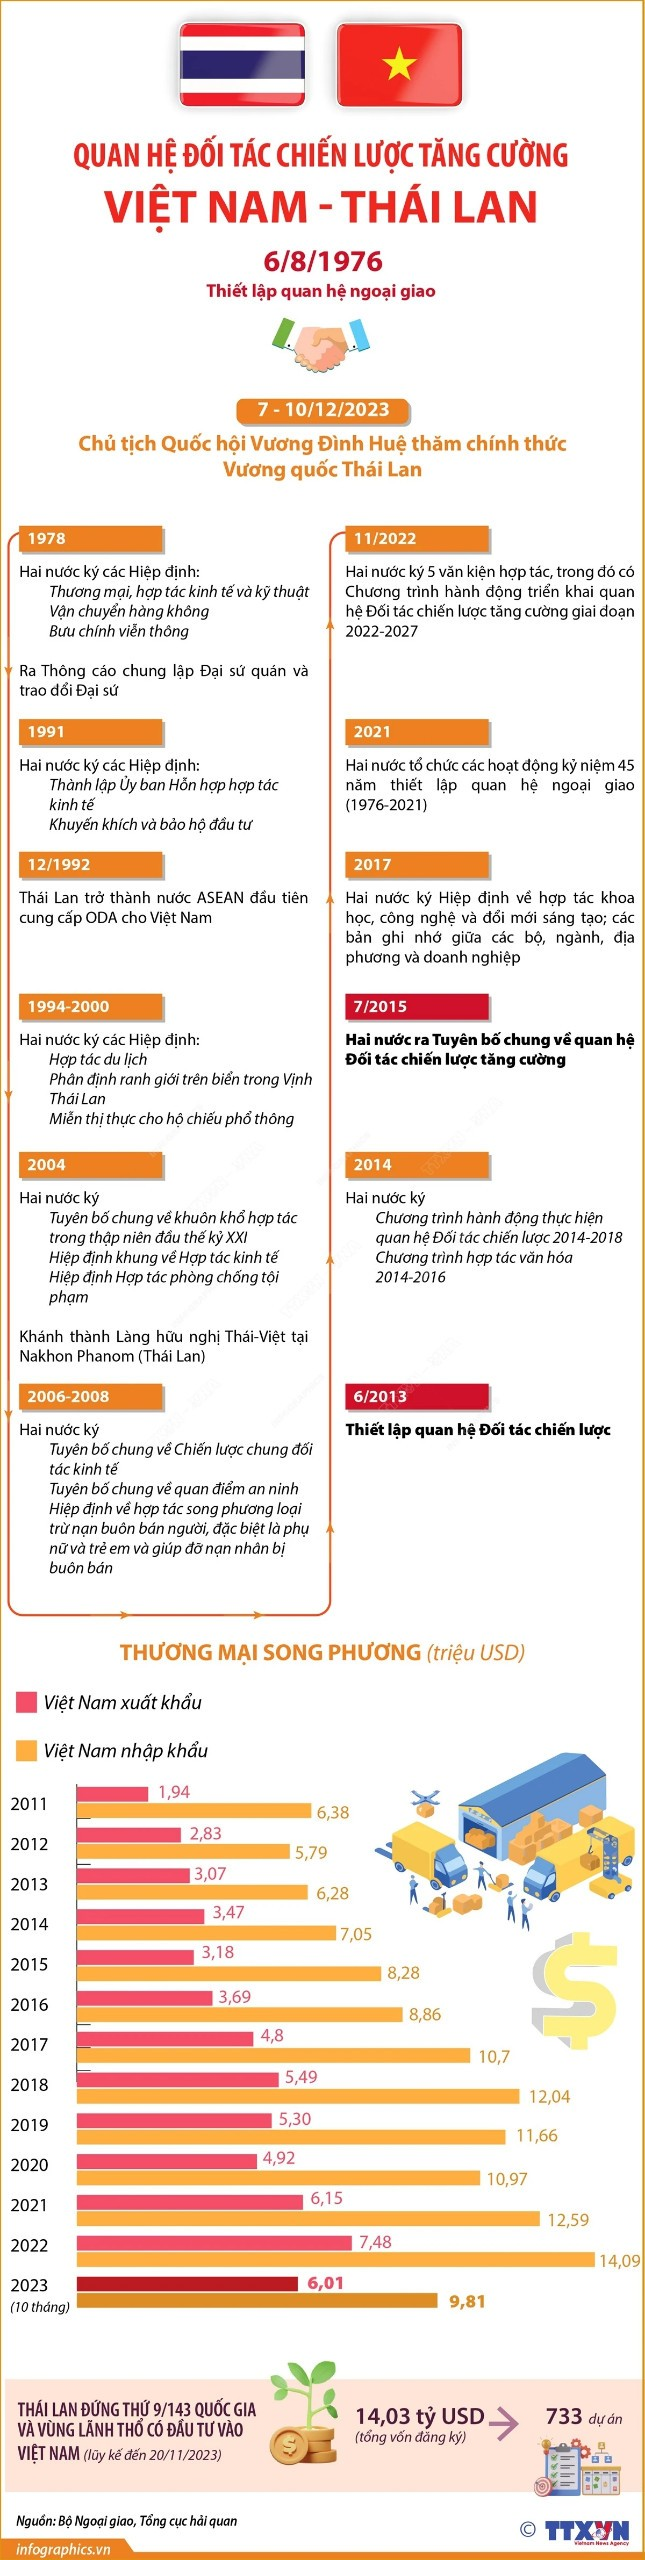 QUAN HỆ ĐỐI TÁC CHIẾN LƯỢC TĂNG CƯỜNG
VIỆT NAM - THÁI LAN
6/8/1976
Thiết lập quan hệ ngoại giao
7 - 10/12/2023
Chủ tịch Quốc hội Vương Đình Huệ thăm chính thức
Vương quốc Thái Lan
1978
Hai nước ký các Hiệp định:
Thương mại, hợp tác kinh tế và kỹ thuật
Vận chuyển hàng không
Bưu chính viễn thông
Ra Thông cáo chung lập Đại sứ quán và
trao đổi Đại sứ
1991
Hai nước ký các Hiệp định:
Thành lập Ủy ban Hỗn hợp hợp tác
kinh tế
Khuyến khích và bảo hộ đầu tư
12/1992
Thái Lan trở thành nước ASEAN đầu tiên
cung cấp ODA cho Việt Nam
1994-2000
Hai nước ký các Hiệp định:
Hợp tác du lịch
Phân định ranh giới trên biển trong Vịnh
Thái Lan
Miễn thị thực cho hộ chiếu phổ thông
2004
Hai nước ký
Tuyên bố chung về khuôn khổ hợp tác
trong thập niên đầu thế kỷ XXI
Hiệp định khung về Hợp tác kinh tế
Hiệp định Hợp tác phòng chống tội
phạm
Khánh thành Làng hữu nghị Thái-Việt tại
Nakhon Phanom (Thái Lan)
2006-2008
Hai nước ký
Tuyên bố chung về Chiến lược chung đối
tác kinh tế
Tuyên bố chung về quan điểm an ninh
Hiệp định về hợp tác song phương loại
trừ nạn buôn bán người, đặc biệt là phụ
nữ và trẻ em và giúp đỡ nạn nhân bị
buôn bán
11/2022
Hai nước ký 5 văn kiện hợp tác, trong đó có
Chương trình hành động triển khai quan
hệ Đối tác chiến lược tăng cường giai đoạn
2022-2027
2021
Hai nước tổ chức các hoạt động kỷ niệm 45
năm thiết lập quan hệ ngoại giao
(1976-2021)
2017
Hai nước ký Hiệp định về hợp tác khoa
học, công nghệ và đổi mới sáng tạo; các
bản ghi nhớ giữa các bộ, ngành, địa
phương và doanh nghiệp
7/2015
Hai nước ra Tuyên bố chung về quan hệ
Đối tác chiến lược tăng cường
2014
Hai nước ký
Chương trình hành động thực hiện
quan hệ Đối tác chiến lược 2014-2018
Chương trình hợp tác văn hóa
2014-2016
6/2013
Thiết lập quan hệ Đối tác chiến lược
THƯƠNG MẠI SONG PHƯƠNG (triệu USD)
Việt Nam xuất khẩu
Việt Nam nhập khẩu
2011 1,94
6,38
2012 2,83
5,79
2013 3,07
6,28
2014 3,47
7,05
2015 3,18
8,28
2016 3,69
8,86
2017 4,8
10,7
2018 5,49
12,04
2019 5,30
11,66
2020 4,92
10,97
2021 6,15
12,59
2022 7,48
14,09
2023 6,01
(10 tháng) 9,81
THÁI LAN ĐỨNG THỨ 9/143 QUỐC GIA
VÀ VÙNG LÃNH THỔ CÓ ĐẦU TƯ VÀO
VIỆT NAM (lũy kế đến 20/11/2023)
14,03 tỷ USD
(tổng vốn đăng ký)
733 dự án
Nguồn: Bộ Ngoại giao, Tổng cục hải quan
© TTXVN
Vietnam News Agency
infographics.vn